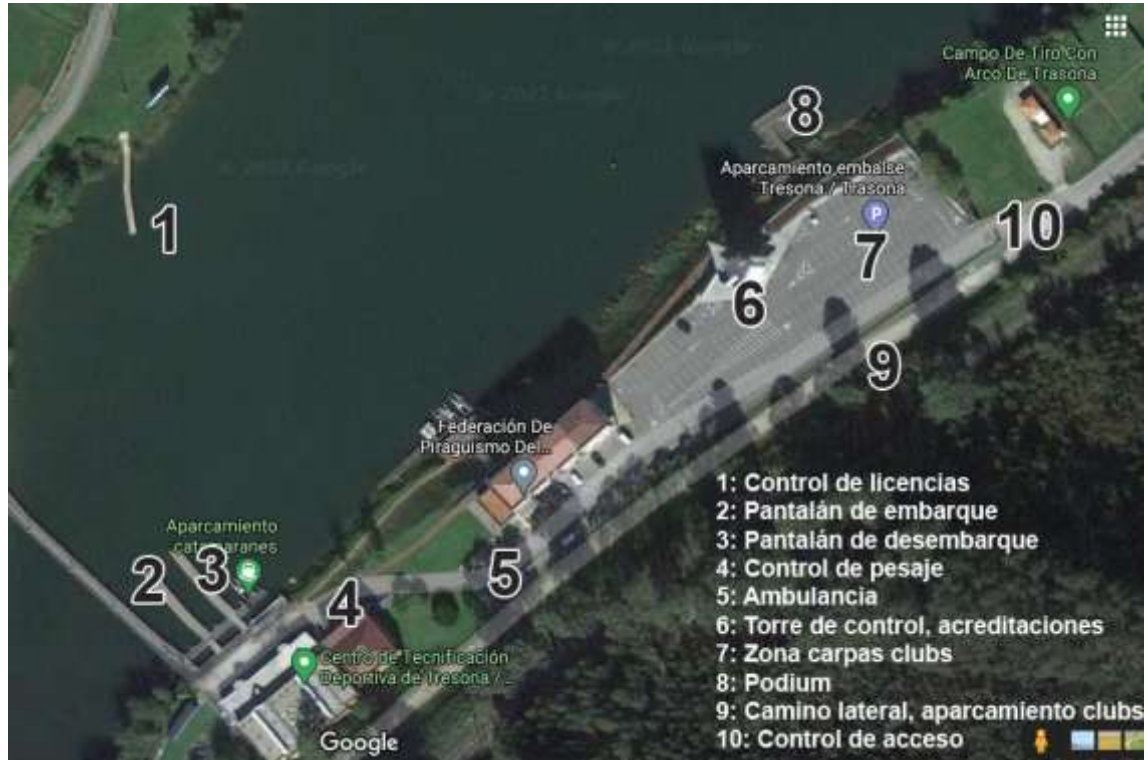 Campo De Tiro Con
Arco De Trasona
8
Aparcamiento embalse
Tresona / Trasona
P
1
10
7
6
9
Federación De
Piragüismo Del...
Aparcamiento
catamaranes
2
3
5
4
Centro de Tecnificación
Deportiva de Tresona /...
Google
1: Control de licencias
2: Pantalán de embarque
3: Pantalán de desembarque
4: Control de pesaje
5: Ambulancia
6: Torre de control, acreditaciones
7: Zona carpas clubs
8: Podium
9: Camino lateral, aparcamiento clubs
10: Control de acceso